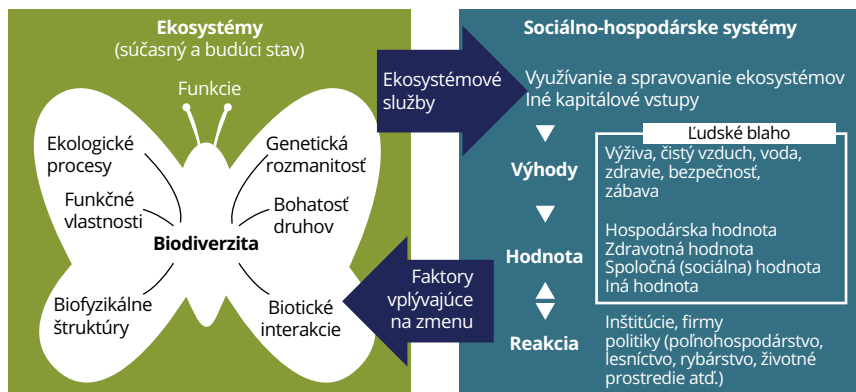 Ekosystémy
(súčasný a budúci stav)
Funkcie
Ekologické
procesy
Genetická
rozmanitosť
Funkčné
vlastnosti
Bohatosť
druhov
Biodiverzita
Biofyzikálne
štruktúry
Biotické
interakcie
Ekosystémové
služby
Faktory
vplývajúce
na zmenu
Sociálno-hospodárske systémy
Využívanie a spravovanie ekosystémov
Iné kapitálové vstupy
Ľudské blaho
Výhody
Výživa, čistý vzduch, voda,
zdravie, bezpečnosť,
zábava
Hodnota
Hospodárska hodnota
Zdravotná hodnota
Spoločná (sociálna) hodnota
Iná hodnota
Reakcia
Inštitúcie, firmy
politiky (poľnohospodárstvo,
lesníctvo, rybárstvo, životné
prostredie atď.)